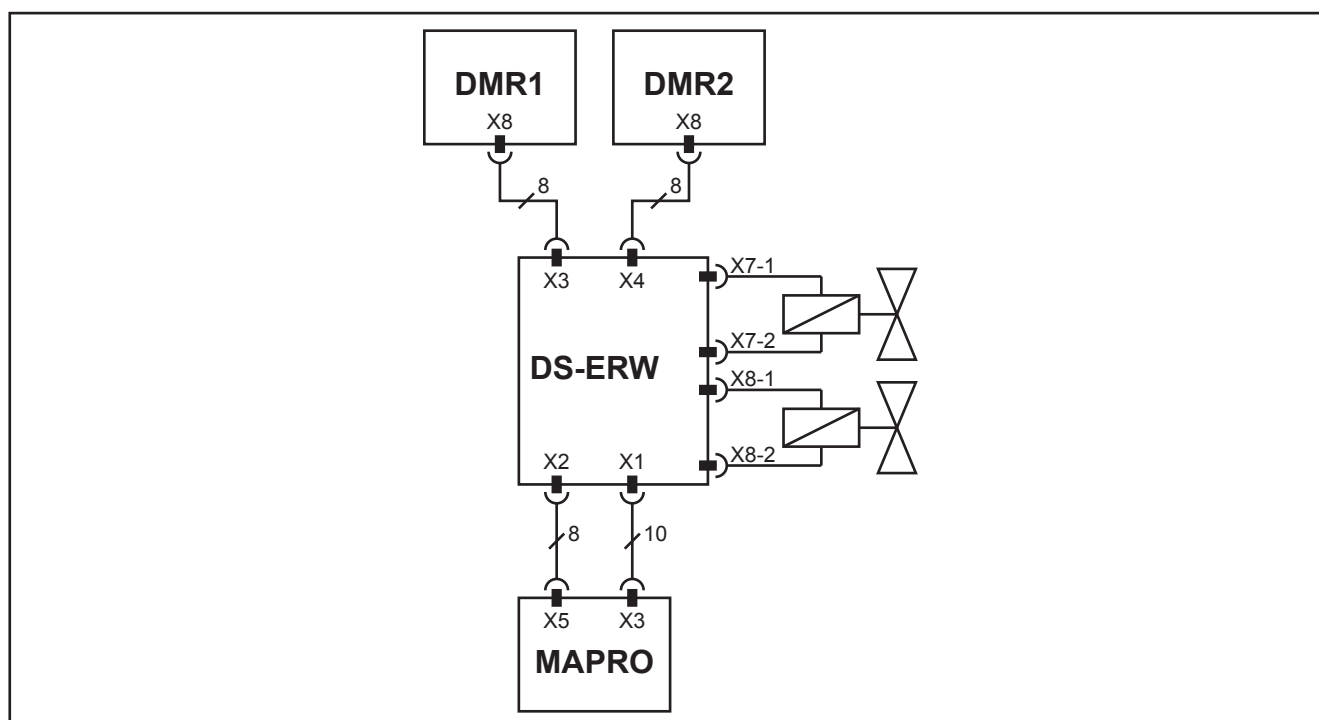 DMR1
DMR2
X8
X8
8
8
X3
X4
X7-1
X7-2
DS-ERW
X8-1
X8-2
X2
X1
8
10
X5
X3
MAPRO